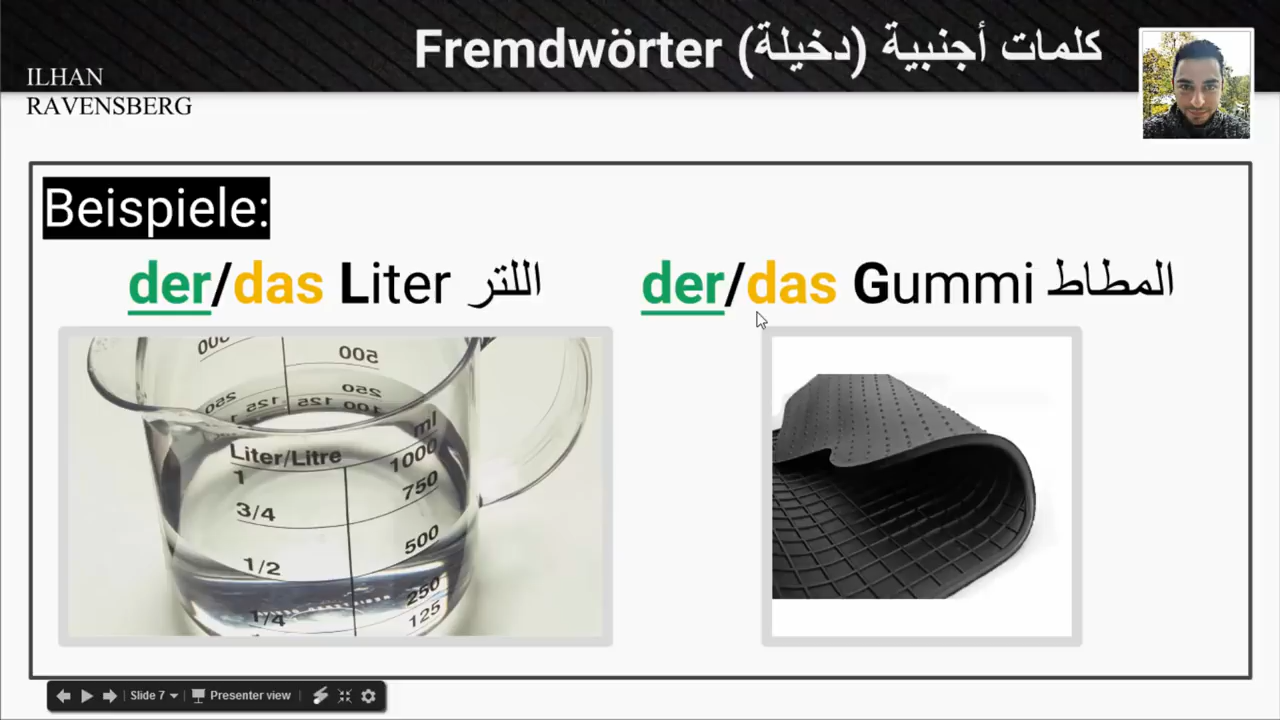 Fremdwörter (دخيلة) كلمات أجنبية
ILHAN
RAVENSBERG
Beispiele:
der/das Liter اللتر
der/das Gummi المطاط
500
250
250 125 125 100
ml
Liter/Litre
1000
1
750
3/4
500
1/2
250
1/4
125
Slide 7
Presenter view